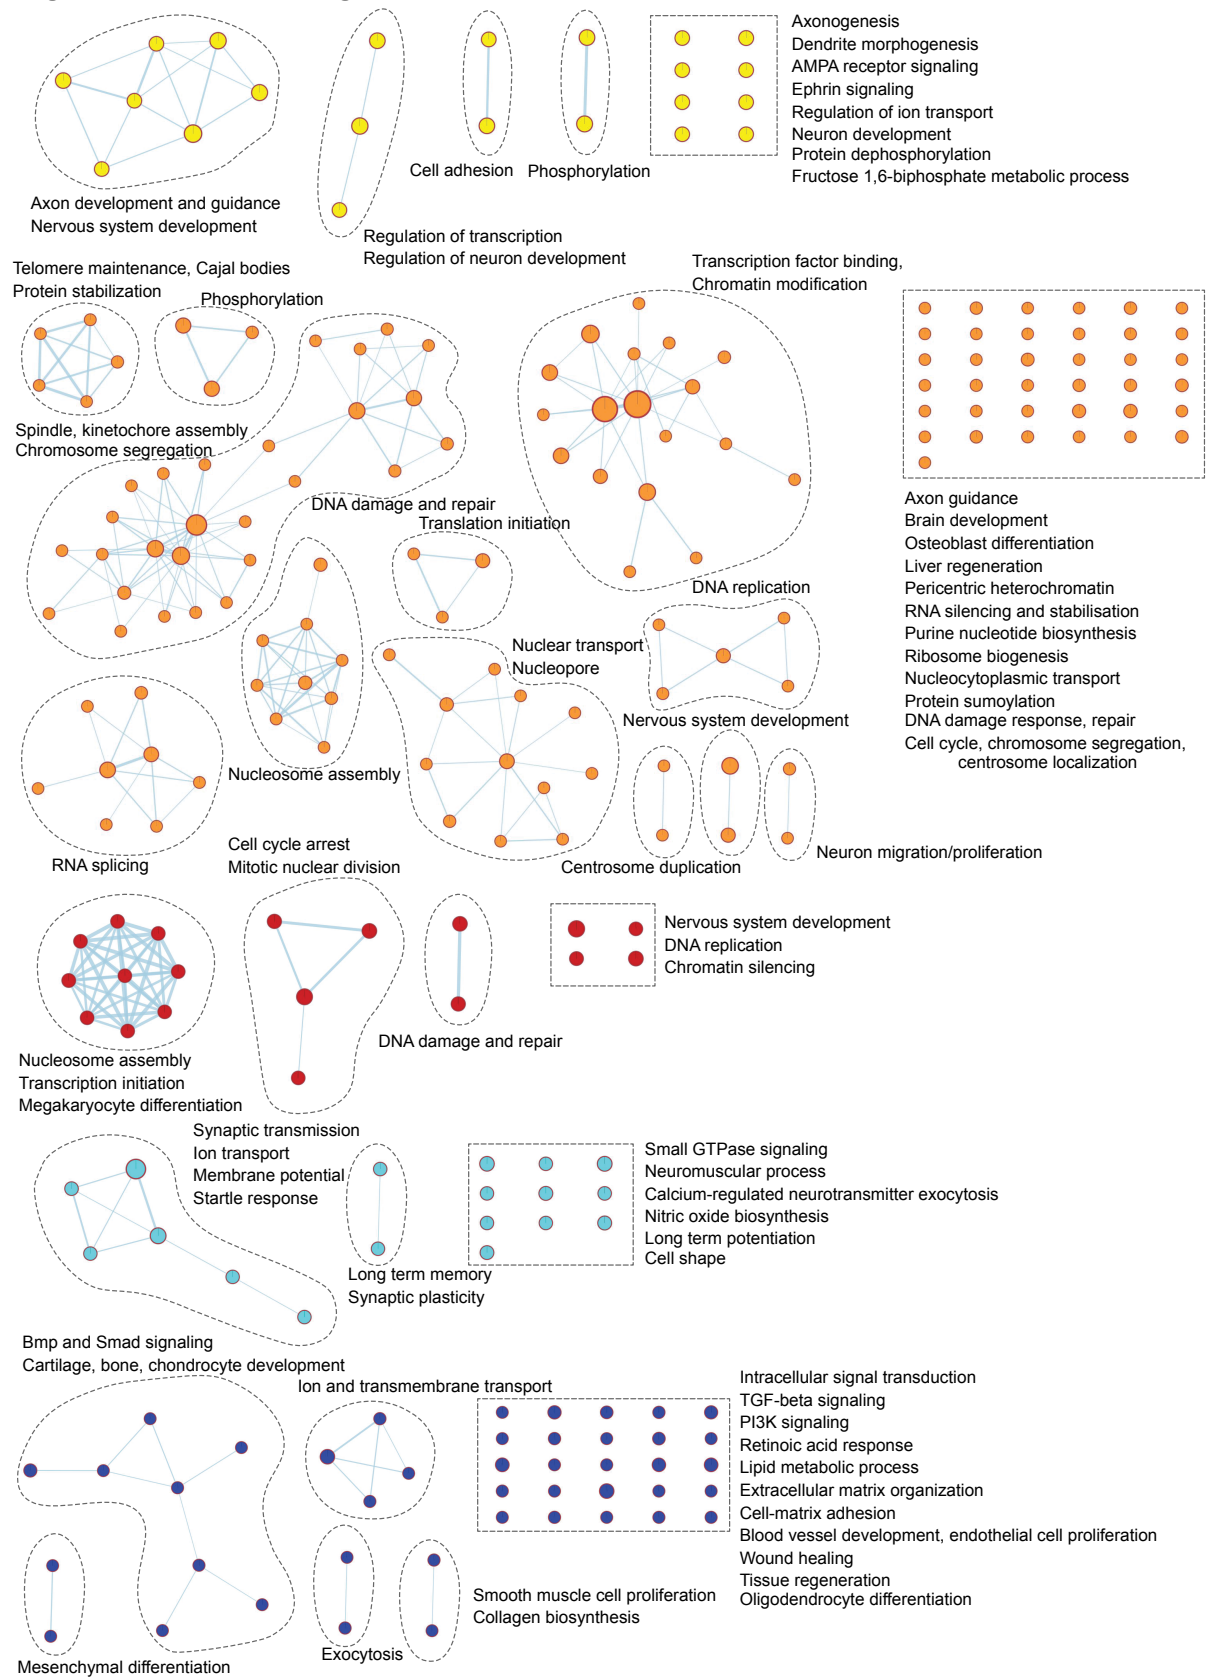 Axonogenesis
Dendrite morphogenesis
AMPA receptor signaling
Ephrin signaling
Regulation of ion transport
Neuron development
Protein dephosphorylation
Fructose 1,6-biphosphate metabolic process
Cell adhesion
Phosphorylation
Axon development and guidance
Nervous system development
Regulation of transcription
Regulation of neuron development
Telomere maintenance, Cajal bodies
Protein stabilization
Phosphorylation
Transcription factor binding,
Chromatin modification
Spindle, kinetochore assembly
Chromosome segregation
DNA damage and repair
Translation initiation
DNA replication
Axon guidance
Brain development
Osteoblast differentiation
Liver regeneration
Pericentric heterochromatin
RNA silencing and stabilisation
Purine nucleotide biosynthesis
Ribosome biogenesis
Nucleocytoplasmic transport
Protein sumoylation
DNA damage response, repair
Cell cycle, chromosome segregation,
centrosome localization
Nuclear transport
Nucleopore
Nervous system development
Nucleosome assembly
RNA splicing
Centrosome duplication
Neuron migration/proliferation
Cell cycle arrest
Mitotic nuclear division
Nervous system development
DNA replication
Chromatin silencing
DNA damage and repair
Nucleosome assembly
Transcription initiation
Megakaryocyte differentiation
Synaptic transmission
Ion transport
Membrane potential
Startle response
Small GTPase signaling
Neuromuscular process
Calcium-regulated neurotransmitter exocytosis
Nitric oxide biosynthesis
Long term potentiation
Cell shape
Long term memory
Synaptic plasticity
Bmp and Smad signaling
Cartilage, bone, chondrocyte development
Ion and transmembrane transport
Intracellular signal transduction
TGF-beta signaling
PI3K signaling
Retinoic acid response
Lipid metabolic process
Extracellular matrix organization
Cell-matrix adhesion
Blood vessel development, endothelial cell proliferation
Wound healing
Tissue regeneration
Oligodendrocyte differentiation
Smooth muscle cell proliferation
Collagen biosynthesis
Exocytosis
Mesenchymal differentiation